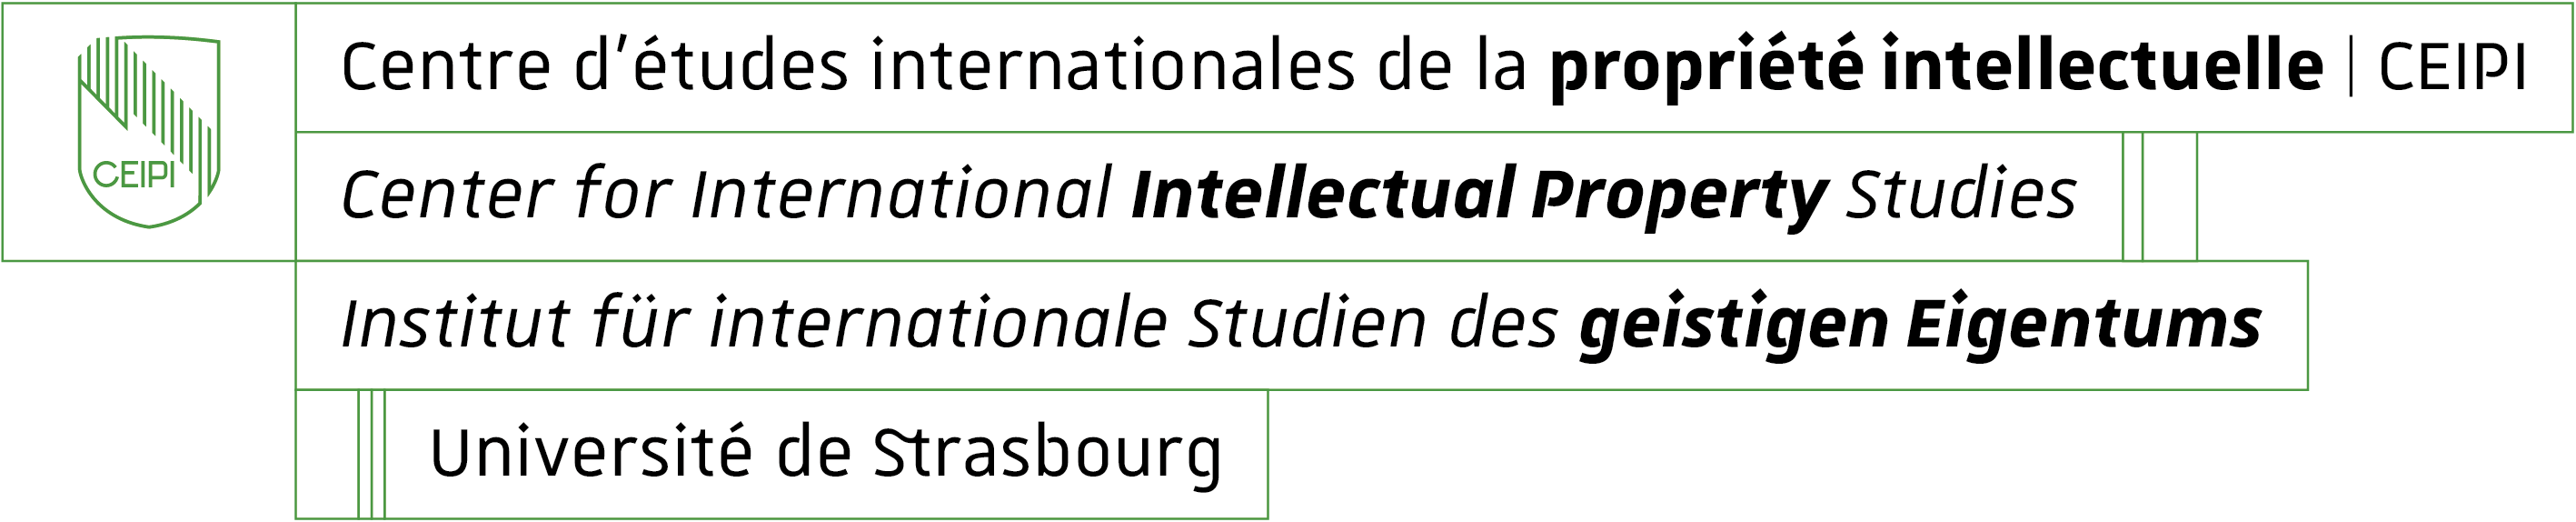 CEIPI
Centre d’études internationales de la propriété intellectuelle | CEIPI
Center for International Intellectual Property Studies
Institut für internationale Studien des geistigen Eigentums
Université de Strasbourg